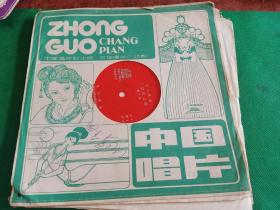 ZHONG
GUO
CHANG
PIAN
中国
唱片